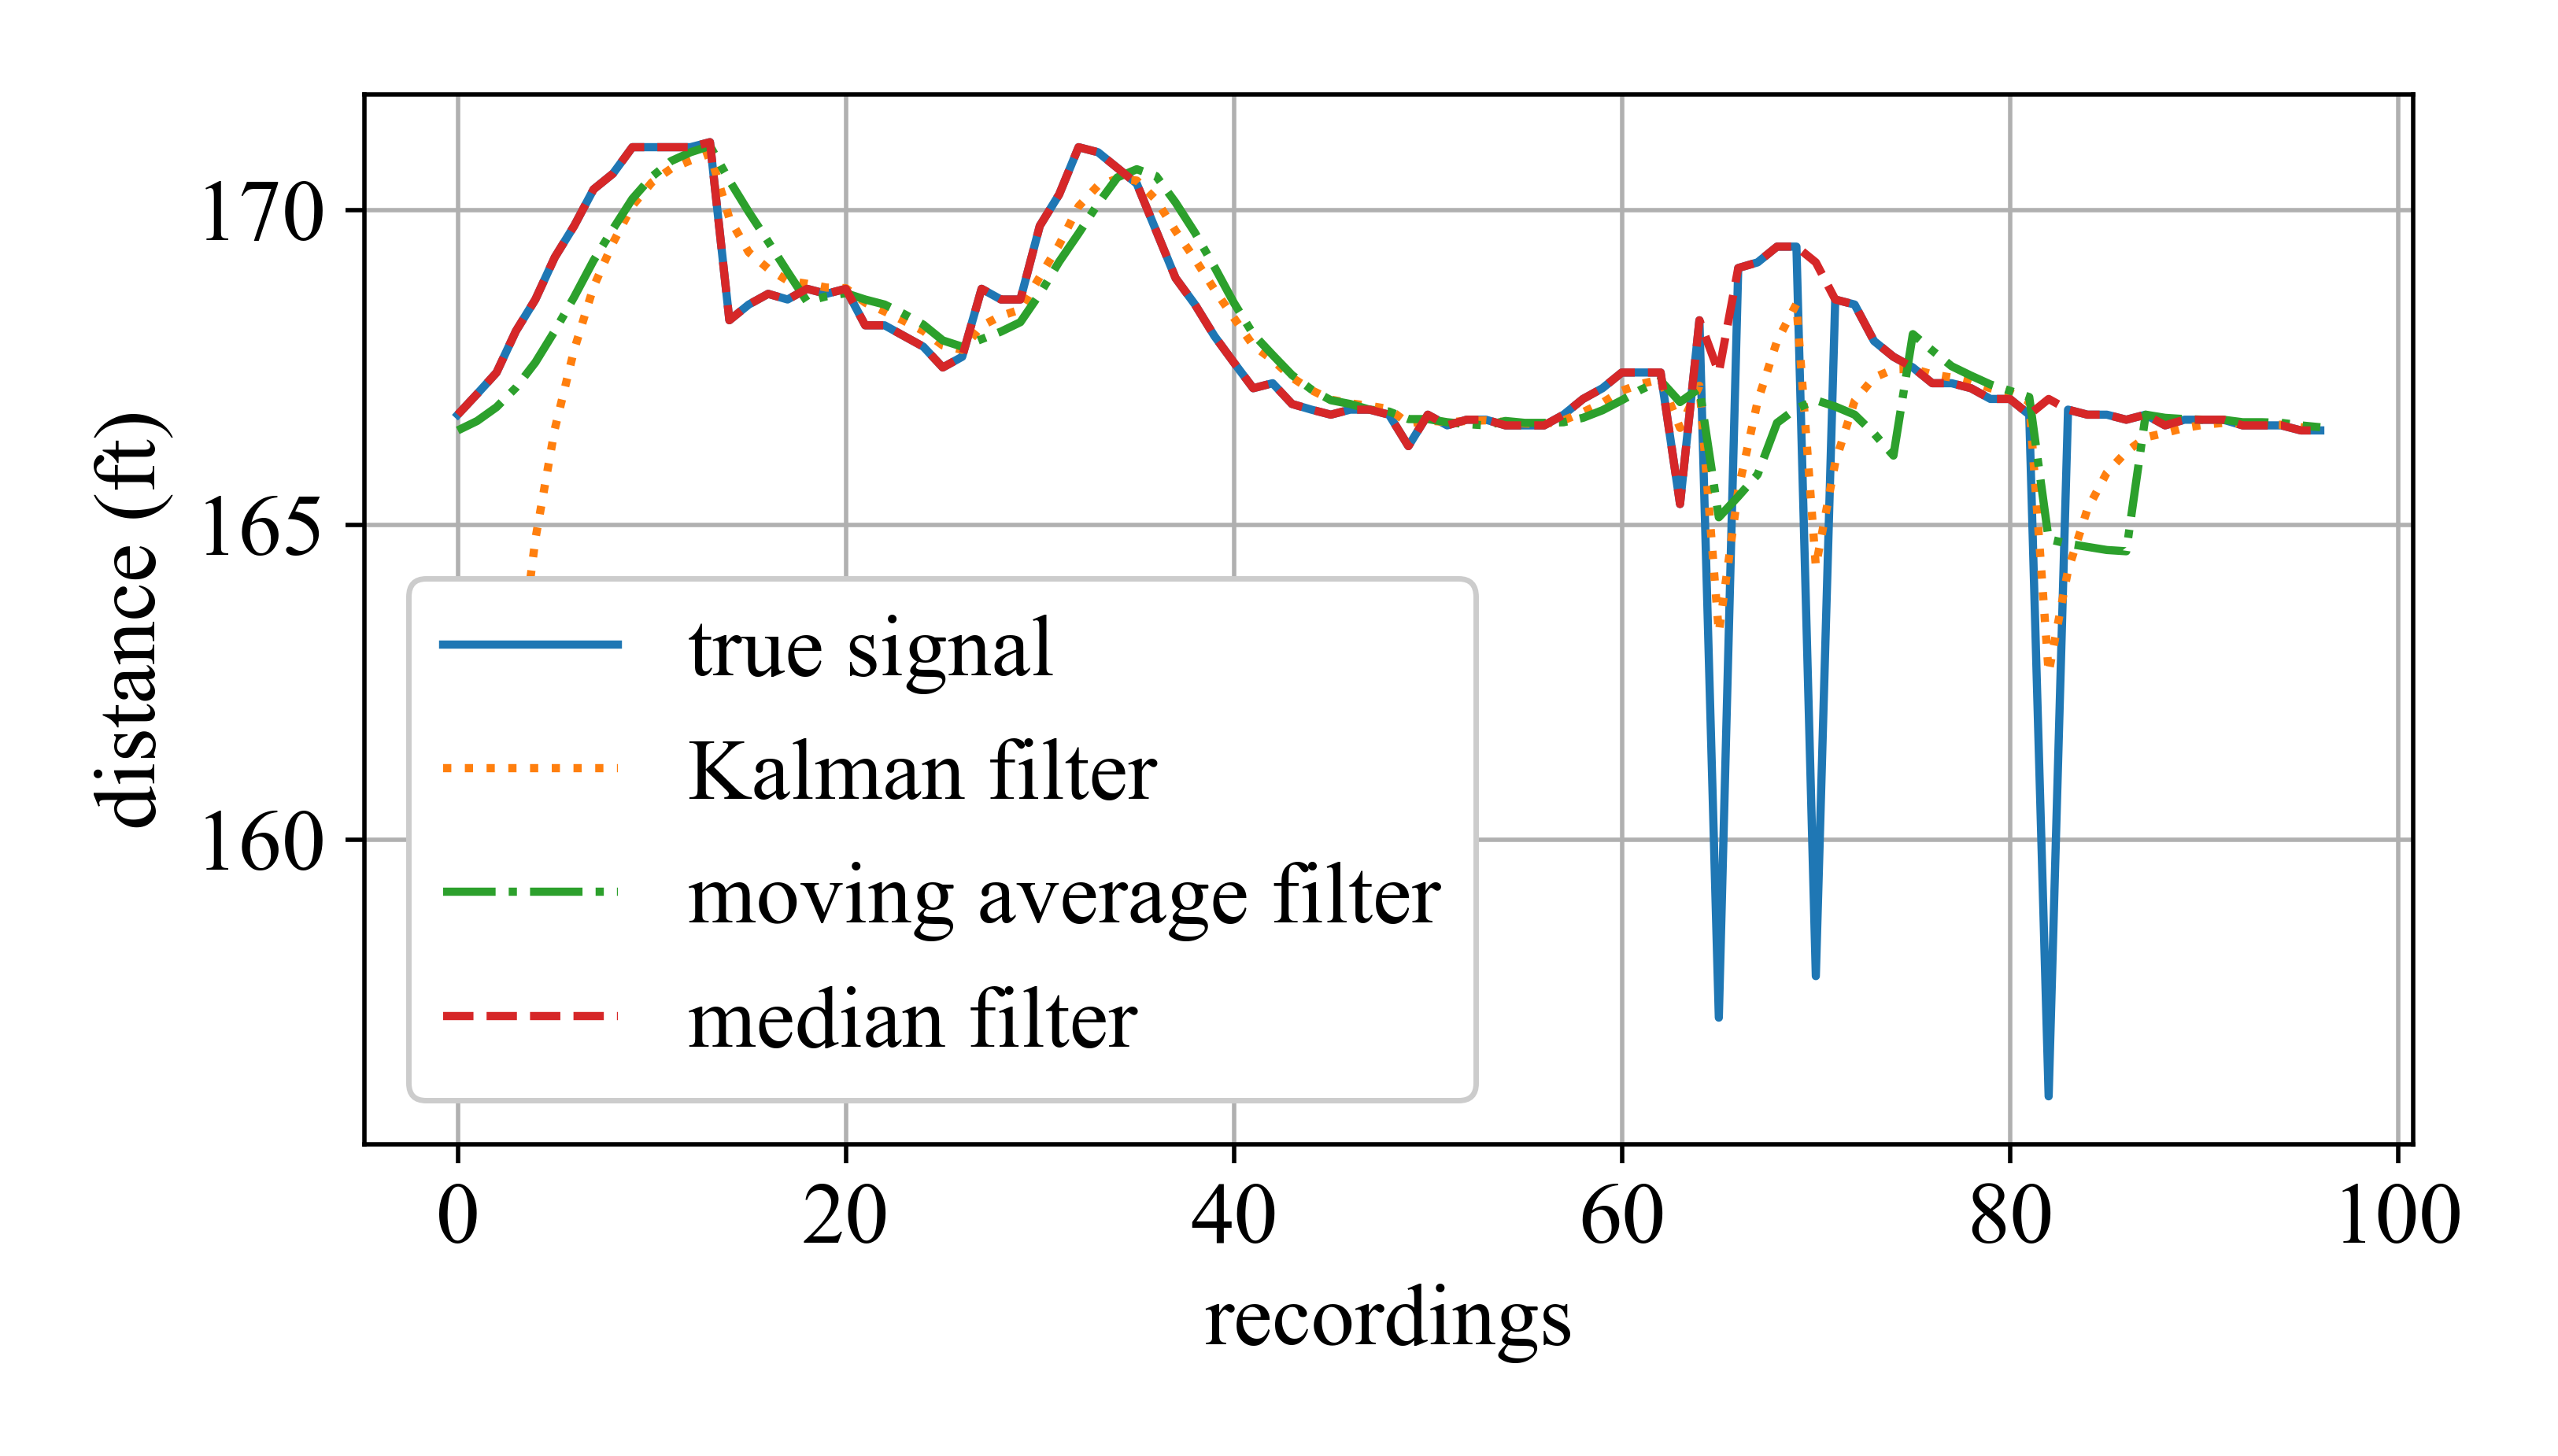 170
165
160
distance (ft)
true signal
Kalman filter
moving average filter
median filter
0 20 40 60 80 100
recordings